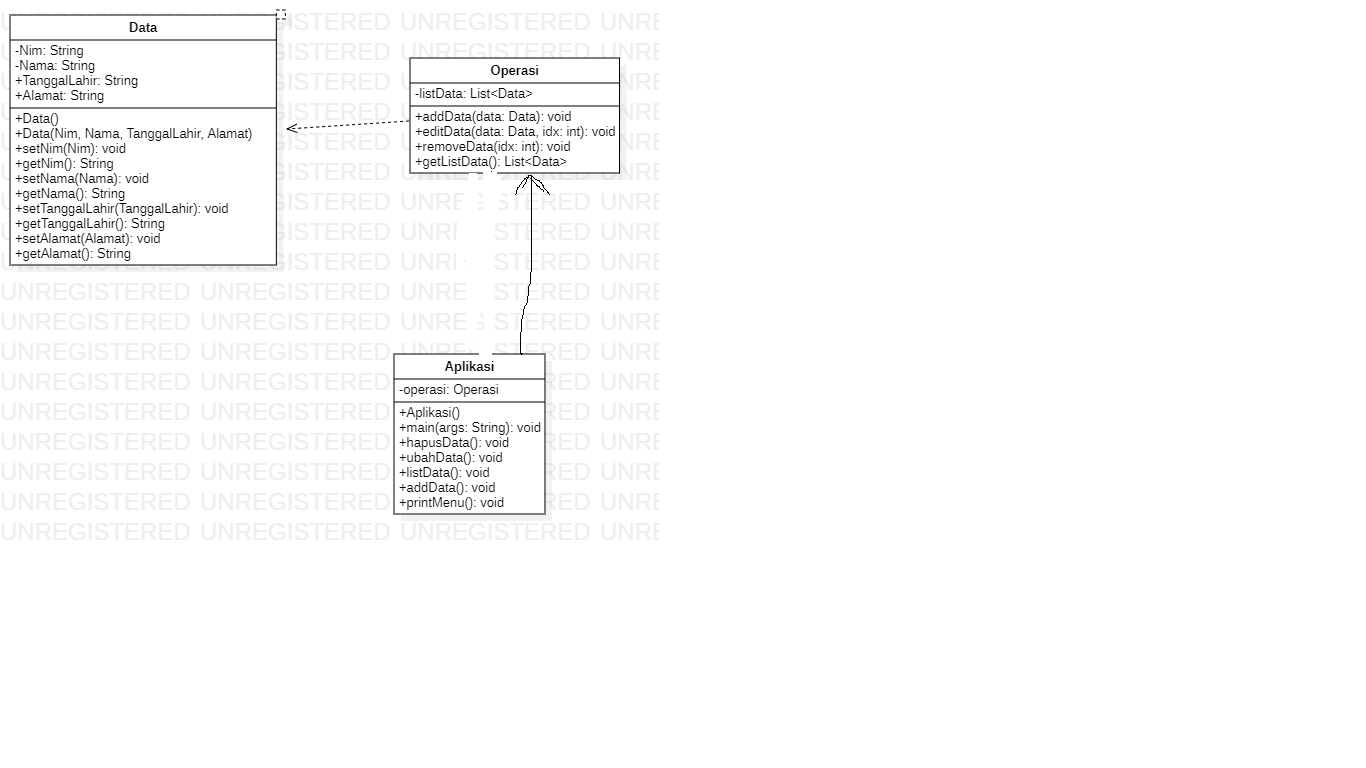 Data
-Nim: String
-Nama: String
+TanggalLahir: String
+Alamat: String
+Data()
+Data(Nim, Nama, TanggalLahir, Alamat)
+setNim(Nim): void
+getNim(): String
+setNama(Nama): void
+getNama(): String
+setTanggalLahir(TanggalLahir): void
+getTanggalLahir(): String
+setAlamat(Alamat): void
+getAlamat(): String
Operasi
-listData: List<Data>
+addData(data: Data): void
+editData(data: Data, idx: int): void
+removeData(idx: int): void
+getListData(): List<Data>
Aplikasi
-operasi: Operasi
+Aplikasi()
+main(args: String): void
+hapusData(): void
+ubahData(): void
+listData(): void
+addData(): void
+printMenu(): void
UNREGISTERED UNREGISTERED